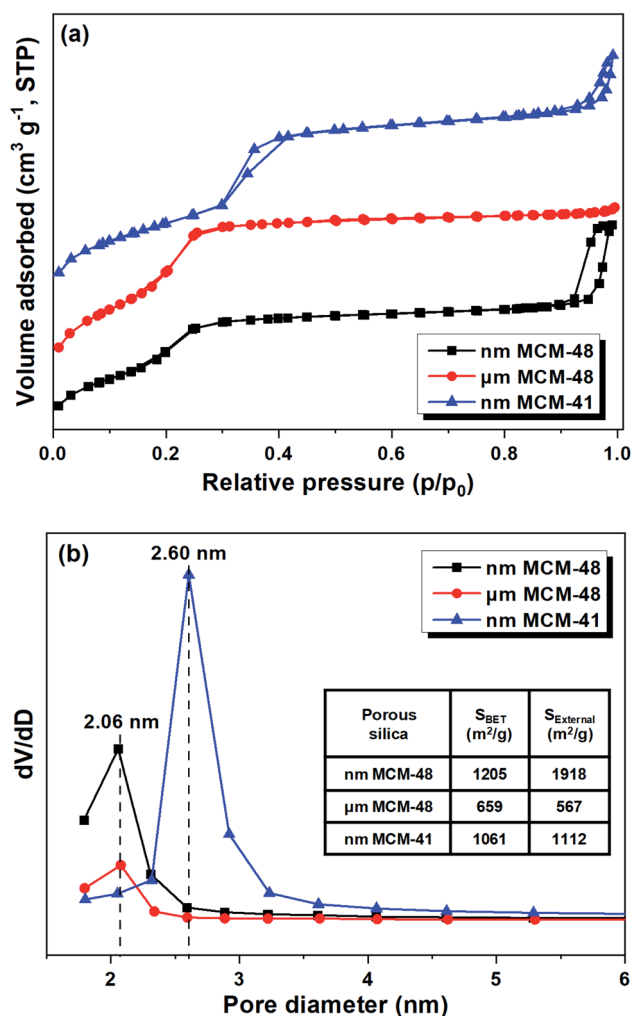 (a)
Volume adsorbed (cm³ g⁻¹, STP)
nm MCM-48
μm MCM-48
nm MCM-41
0.0 0.2 0.4 0.6 0.8 1.0
Relative pressure (p/p₀)
(b)
2.60 nm
2.06 nm
nm MCM-48
μm MCM-48
nm MCM-41
dV/dD
Porous silica S_BET (m²/g) S_External (m²/g)
nm MCM-48 1205 1918
μm MCM-48 659 567
nm MCM-41 1061 1112
2 3 4 5 6
Pore diameter (nm)